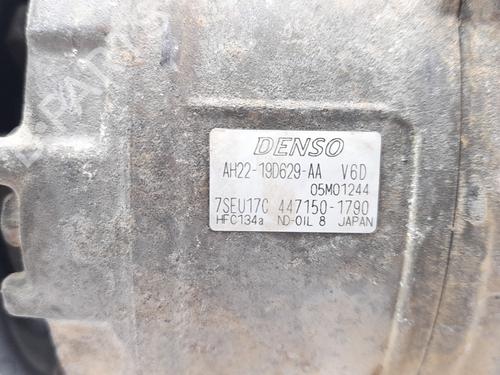 DENSO
AH22-19D629-AA V6D
05M01244
7SEU17C 447150-1790
HFC134a ND-OIL 8 JAPAN